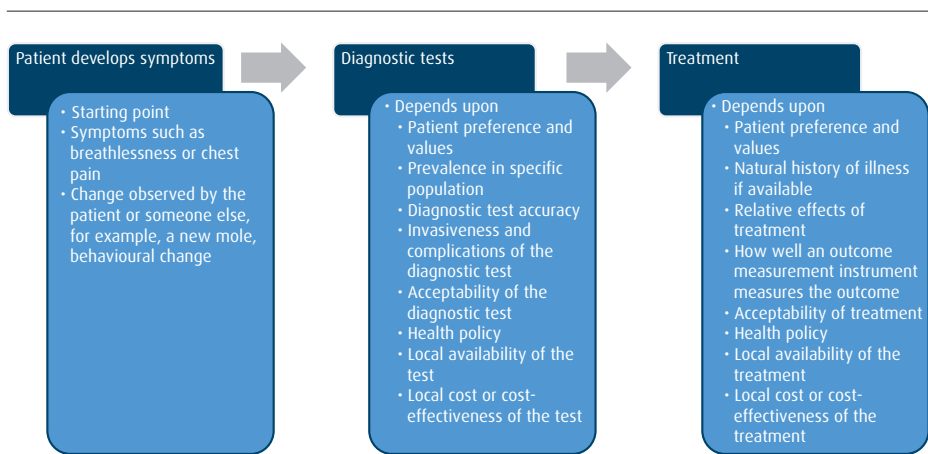 Patient develops symptoms
• Starting point
• Symptoms such as
breathlessness or chest
pain
• Change observed by the
patient or someone else,
for example, a new mole,
behavioural change
Diagnostic tests
• Depends upon
• Patient preference and
values
• Prevalence in specific
population
• Diagnostic test accuracy
• Invasiveness and
complications of the
diagnostic test
• Acceptability of the
diagnostic test
• Health policy
• Local availability of the
test
• Local cost or cost-
effectiveness of the test
Treatment
• Depends upon
• Patient preference and
values
• Natural history of illness
if available
• Relative effects of
treatment
• How well an outcome
measurement instrument
measures the outcome
• Acceptability of treatment
• Health policy
• Local availability of the
treatment
• Local cost or cost-
effectiveness of the
treatment